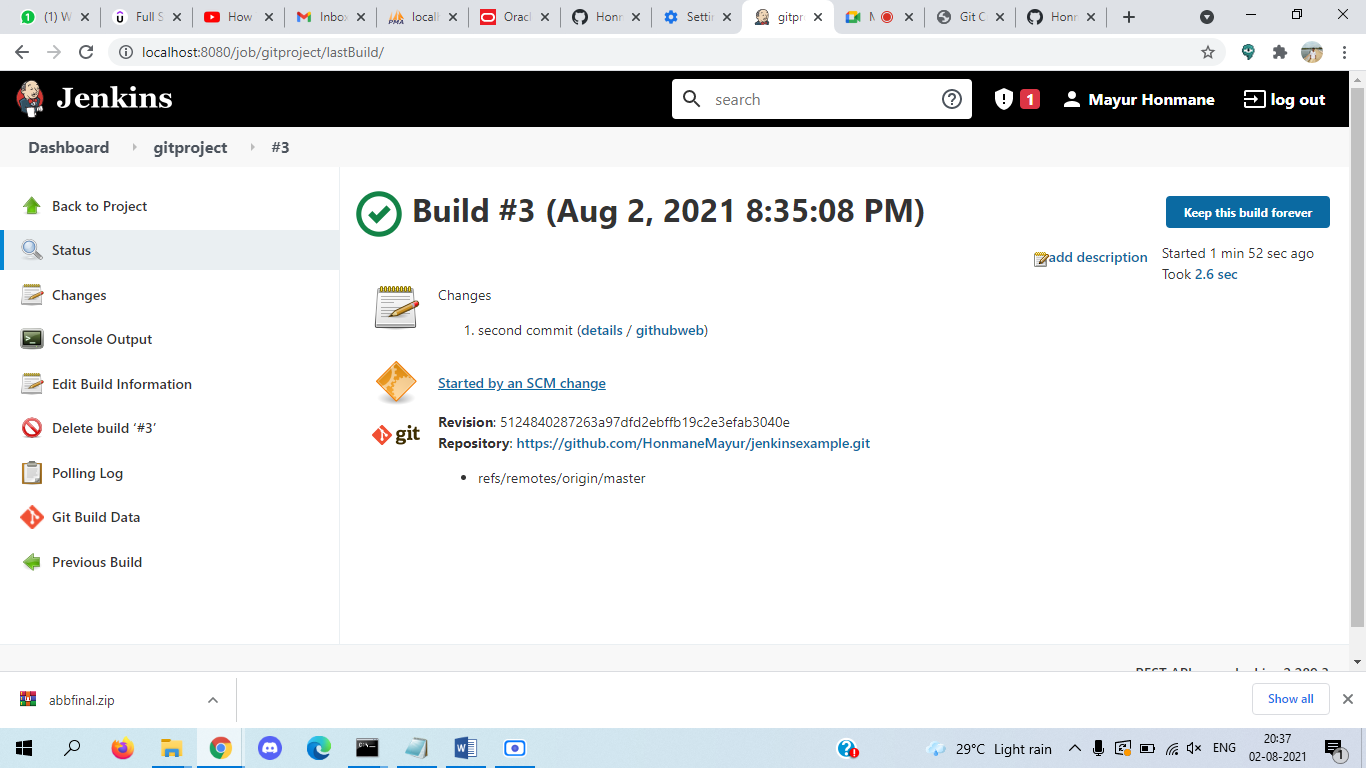 (1) W
Full S
How
Inbo
local
Oracl
Honr
Settin
gitpro
Git C
Honr
localhost:8080/job/gitproject/lastBuild/
Jenkins
search
1
Mayur Honmane
log out
Dashboard
gitproject
#3
Back to Project
Status
Changes
Console Output
Edit Build Information
Delete build ‘#3’
Polling Log
Git Build Data
Previous Build
Build #3 (Aug 2, 2021 8:35:08 PM)
Keep this build forever
add description
Started 1 min 52 sec ago
Took 2.6 sec
Changes
1. second commit (details / githubweb)
Started by an SCM change
git
Revision: 5124840287263a97dfd2ebffb19c2e3efab3040e
Repository: https://github.com/HonmaneMayur/jenkinsexample.git
refs/remotes/origin/master
abbfinal.zip
Show all
29°C Light rain
ENG
20:37
02-08-2021
1